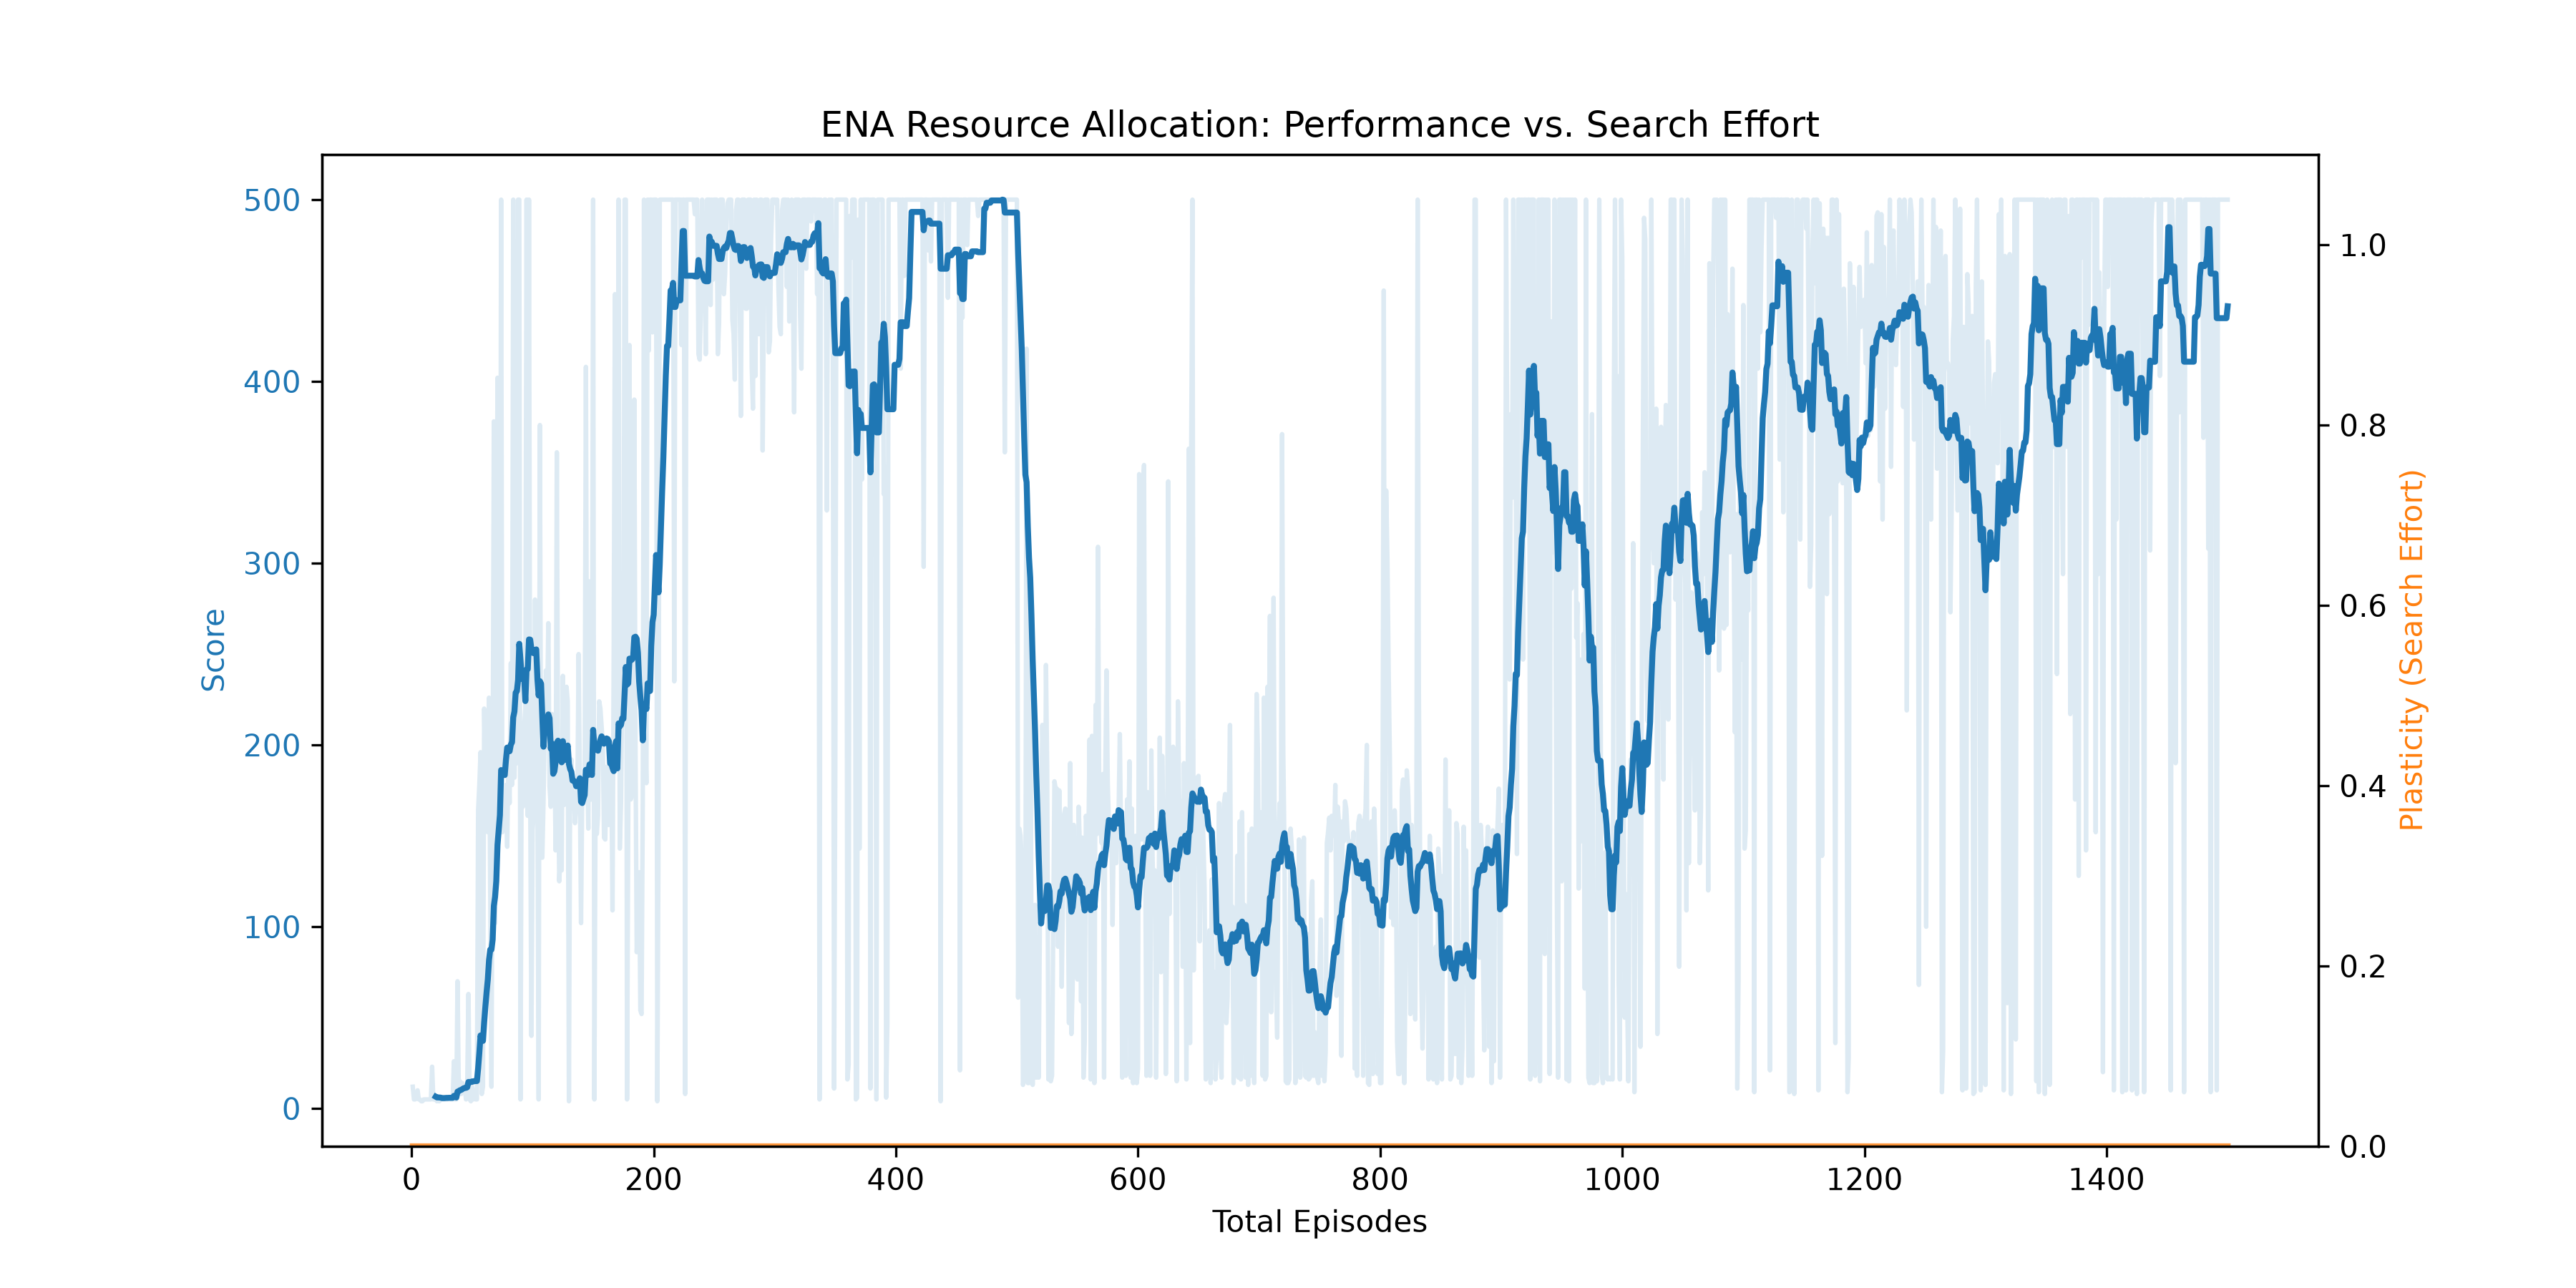 ENA Resource Allocation: Performance vs. Search Effort
500
400
300
200
100
0
Score
1.0
0.8
0.6
0.4
0.2
0.0
Plasticity (Search Effort)
0 200 400 600 800 1000 1200 1400
Total Episodes